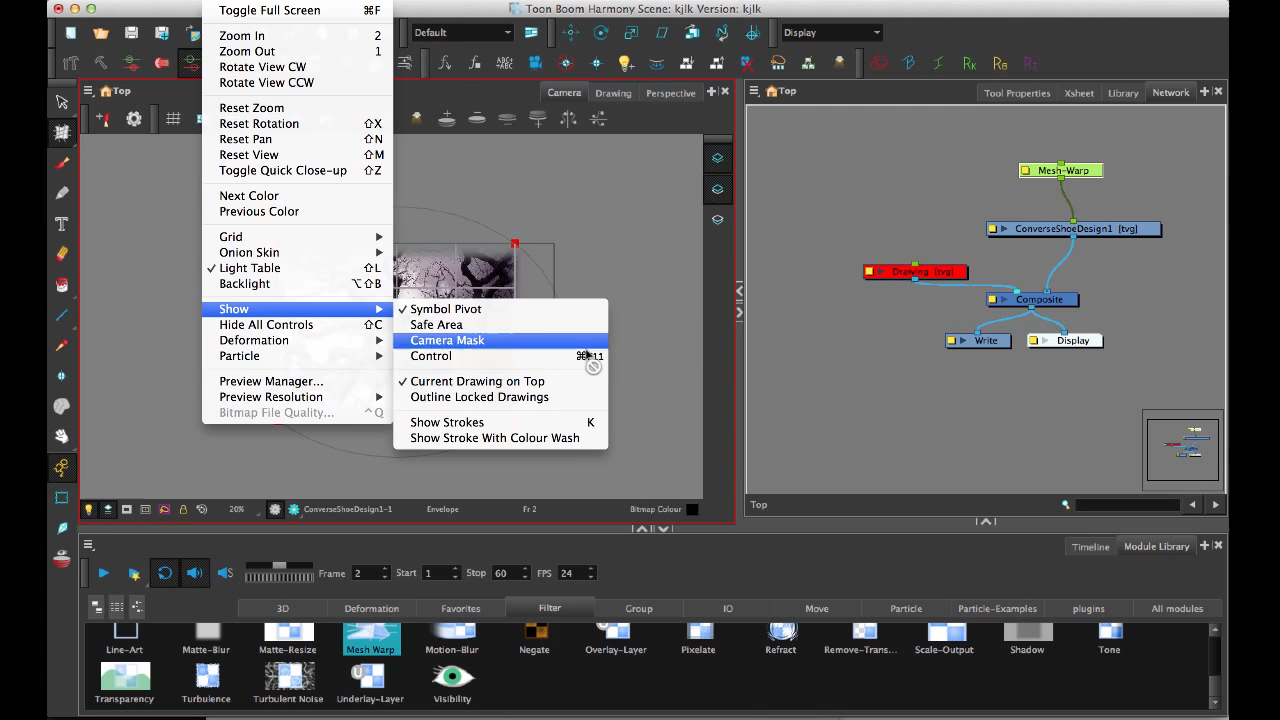 Toon Boom Harmony Scene: kjlk Version: kjlk
Toggle Full Screen ⌘F
Zoom In 2
Zoom Out 1
Rotate View CW
Rotate View CCW
Reset Zoom
Reset Rotation ⇧X
Reset Pan ⇧N
Reset View ⇧M
Toggle Quick Close-up ⇧Z
Next Color
Previous Color
Grid
Onion Skin
✓ Light Table ⇧L
Backlight ⌥⇧B
Show
Hide All Controls ⇧C
Deformation
Particle
Preview Manager...
Preview Resolution
Bitmap File Quality... ^Q
✓ Symbol Pivot
Safe Area
Camera Mask
Control
✓ Current Drawing on Top
Outline Locked Drawings
Show Strokes K
Show Stroke With Colour Wash
Default
Display
ABC
Top
Camera Drawing Perspective
Top
Tool Properties Xsheet Library Network
Mesh-Warp
ConverseShoeDesign1 [tvg]
Drawing [tvg]
Composite
Write
Display
Top
20% ConverseShoeDesign1-1 Envelope Fr 2 Bitmap Colour
Timeline Module Library
Frame 2 Start 1 Stop 60 FPS 24
3D Deformation Favorites Filter Group IO Move Particle Particle-Examples plugins All modules
Line-Art Matte-Blur Matte-Resize Mesh Warp Motion-Blur Negate Overlay-Layer Pixelate Refract Remove-Trans... Scale-Output Shadow Tone
Transparency Turbulence Turbulent Noise Underlay-Layer Visibility